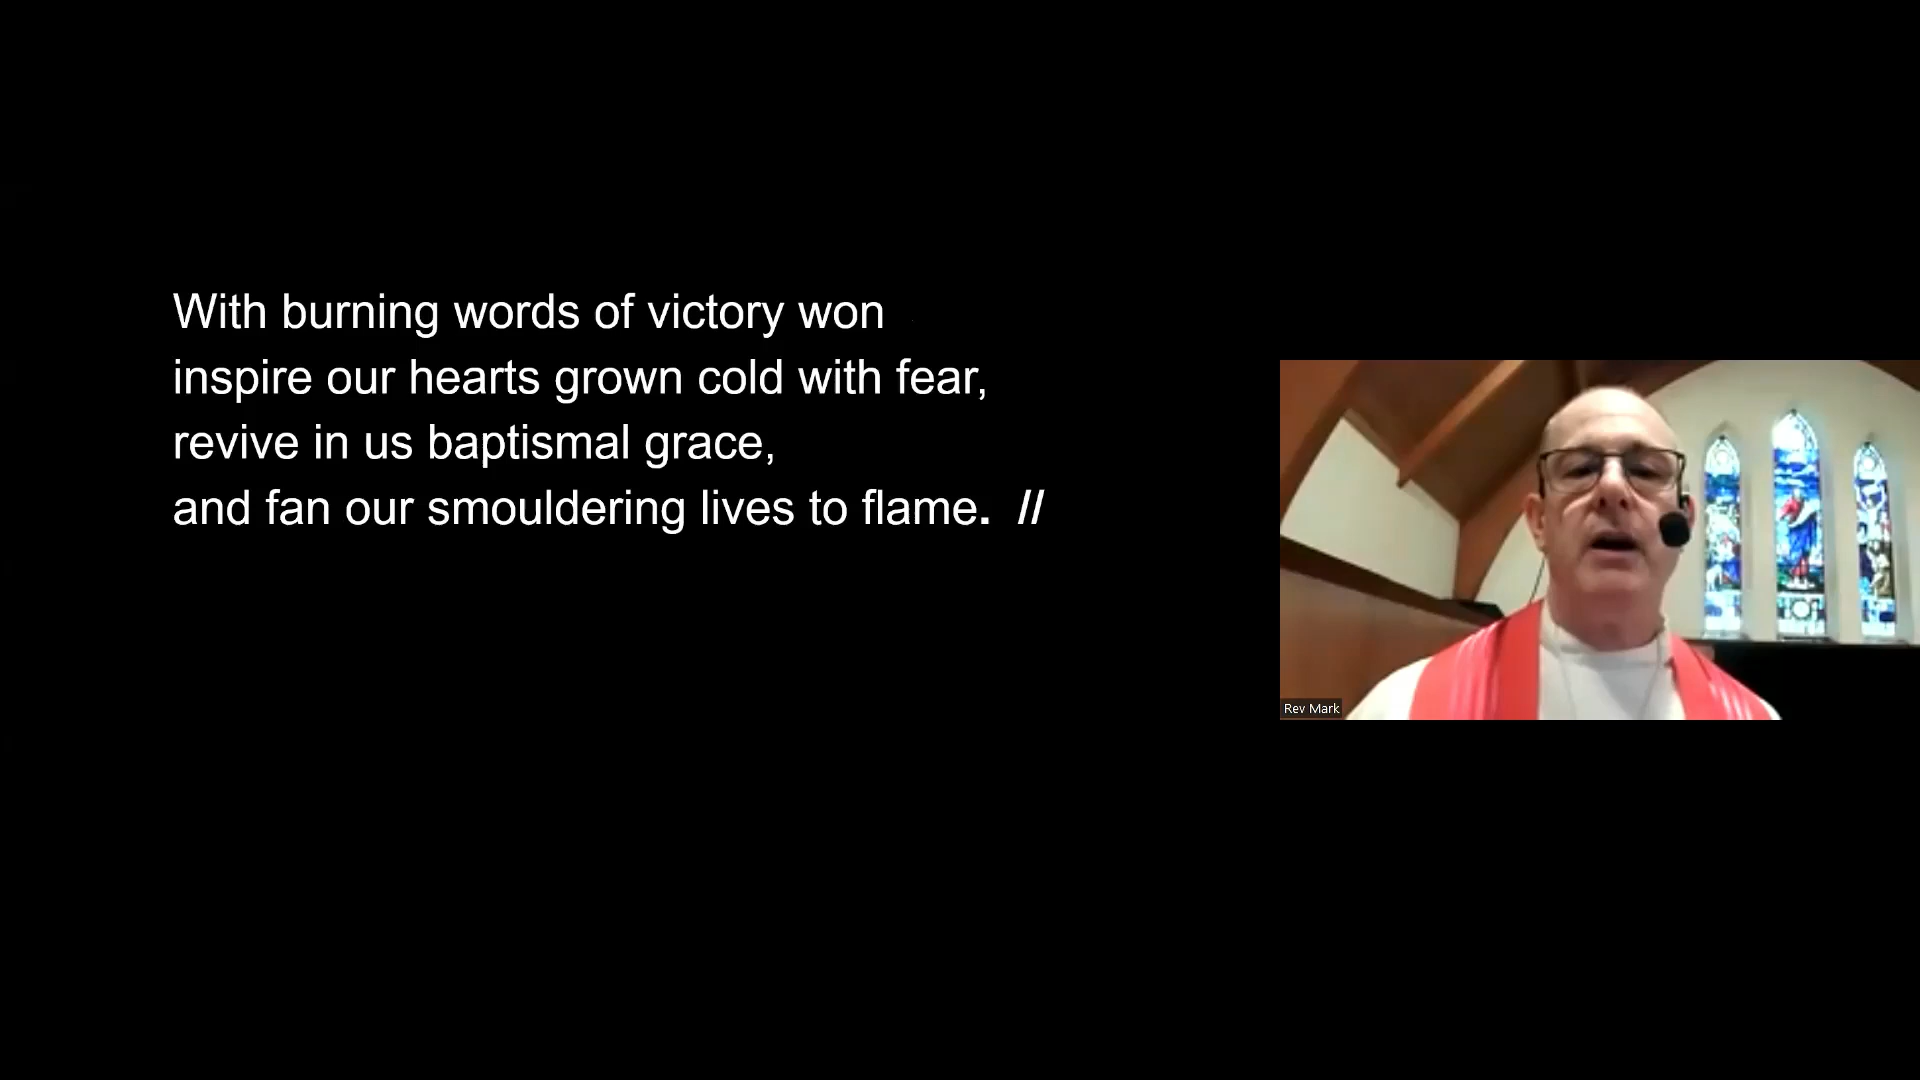 With burning words of victory won
inspire our hearts grown cold with fear,
revive in us baptismal grace,
and fan our smouldering lives to flame. //
Rev Mark